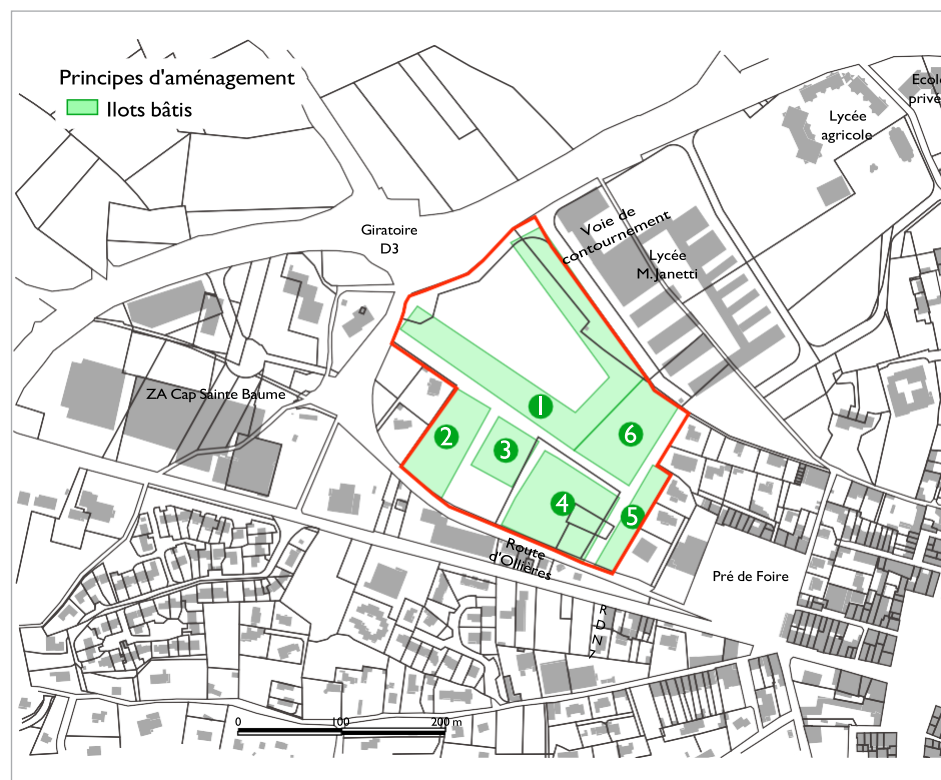 Principes d'aménagement
Ilots bâtis
Ecole
privé
Lycée
agricole
Giratoire
D3
Voie de
contournement
Lycée
M. Janetti
ZA Cap Sainte Baume
1
2
3
4
5
6
Route
d'Ollières
Pré de Foire
R D N 7
0 100 200 m